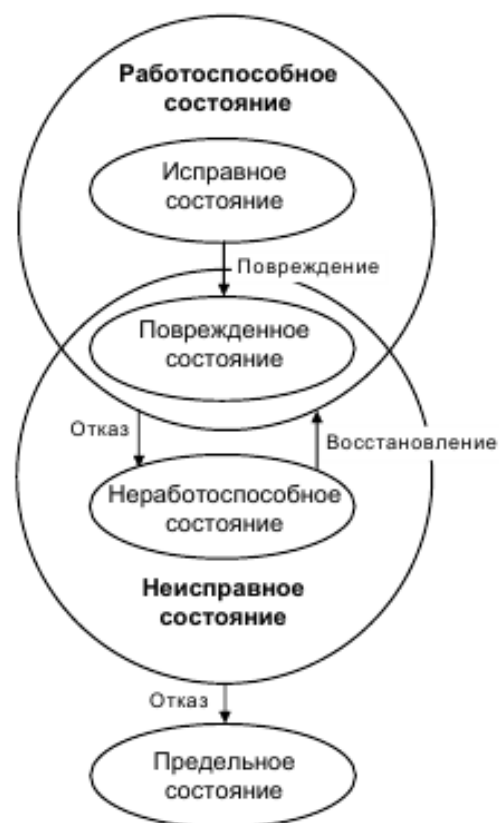 Работоспособное
состояние
Исправное
состояние
Повреждение
Поврежденное
состояние
Отказ
Восстановление
Неработоспособное
состояние
Неисправное
состояние
Отказ
Предельное
состояние